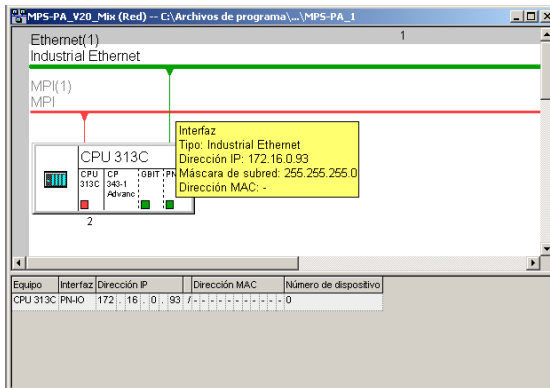 MPS-PA_V20_Mix (Red) -- C:\Archivos de programa\...\MPS-PA_1
Ethernet(1) 1
Industrial Ethernet
MPI(1)
MPI
Interfaz
Tipo: Industrial Ethernet
Dirección IP: 172.16.0.93
Máscara de subred: 255.255.255.0
Dirección MAC: -
CPU 313C
CPU CP GBIT PN
313C 343-1
Advanc
2
Equipo Interfaz Dirección IP Dirección MAC Número de dispositivo
CPU 313C PN-IO 172 . 16 . 0 . 93 / - - - - - - - - - - - 0